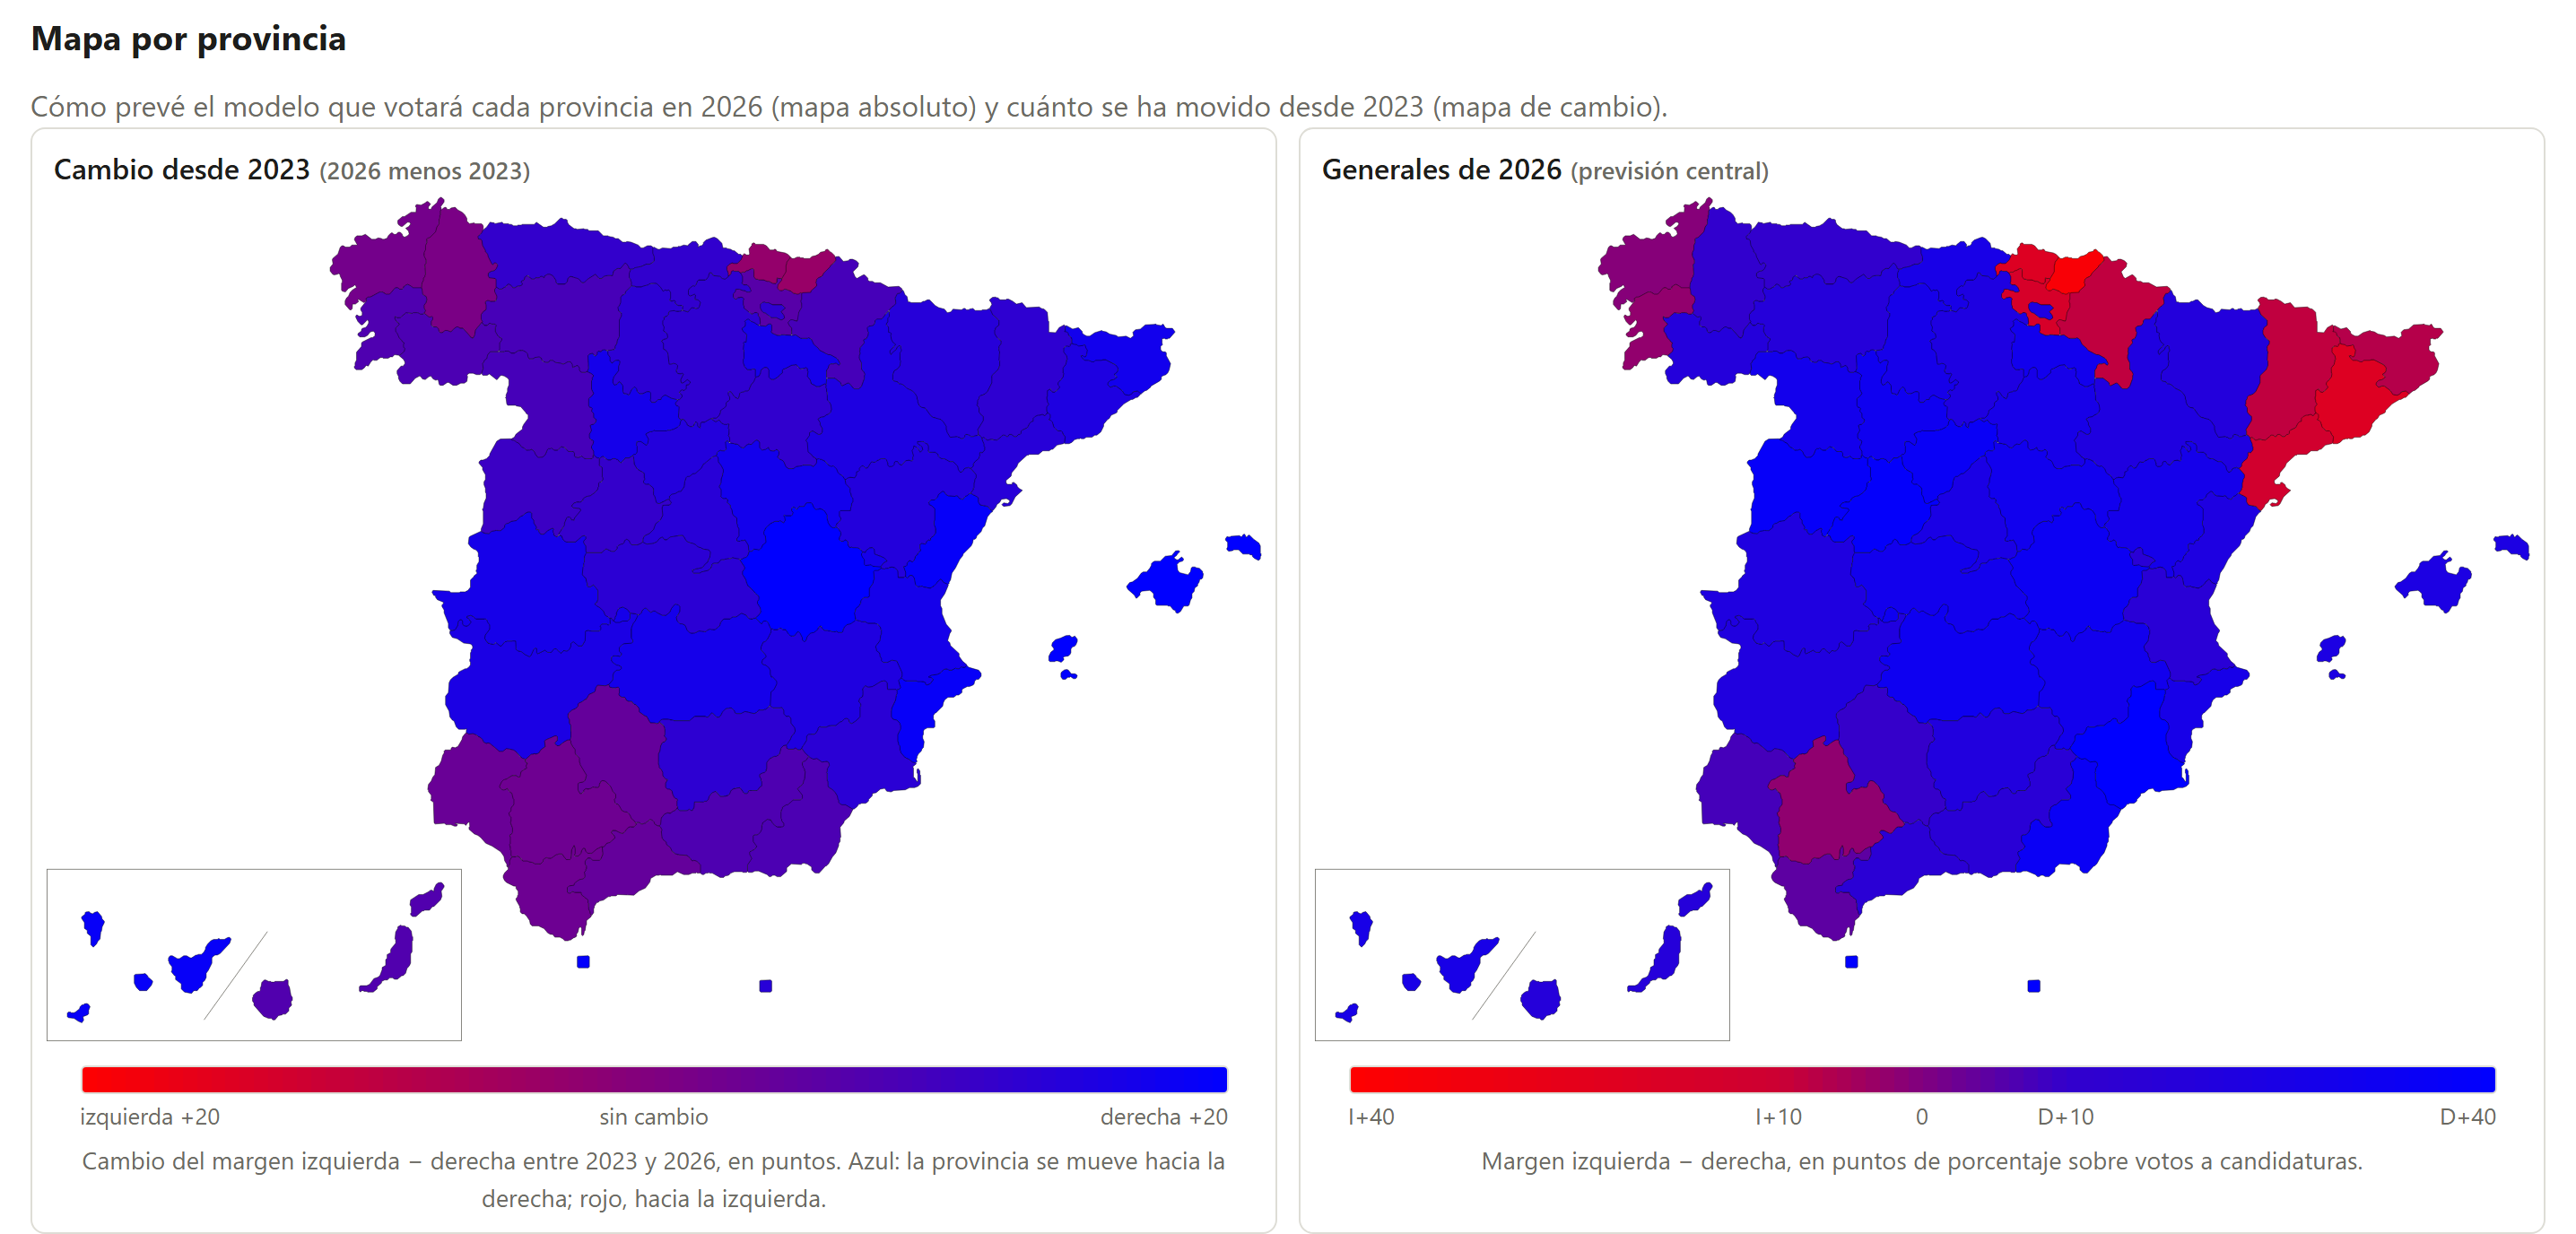 Mapa por provincia
Cómo prevé el modelo que votará cada provincia en 2026 (mapa absoluto) y cuánto se ha movido desde 2023 (mapa de cambio).
Cambio desde 2023 (2026 menos 2023)
izquierda +20 sin cambio derecha +20
Cambio del margen izquierda − derecha entre 2023 y 2026, en puntos. Azul: la provincia se mueve hacia la
derecha; rojo, hacia la izquierda.
Generales de 2026 (previsión central)
I+40 I+10 0 D+10 D+40
Margen izquierda − derecha, en puntos de porcentaje sobre votos a candidaturas.